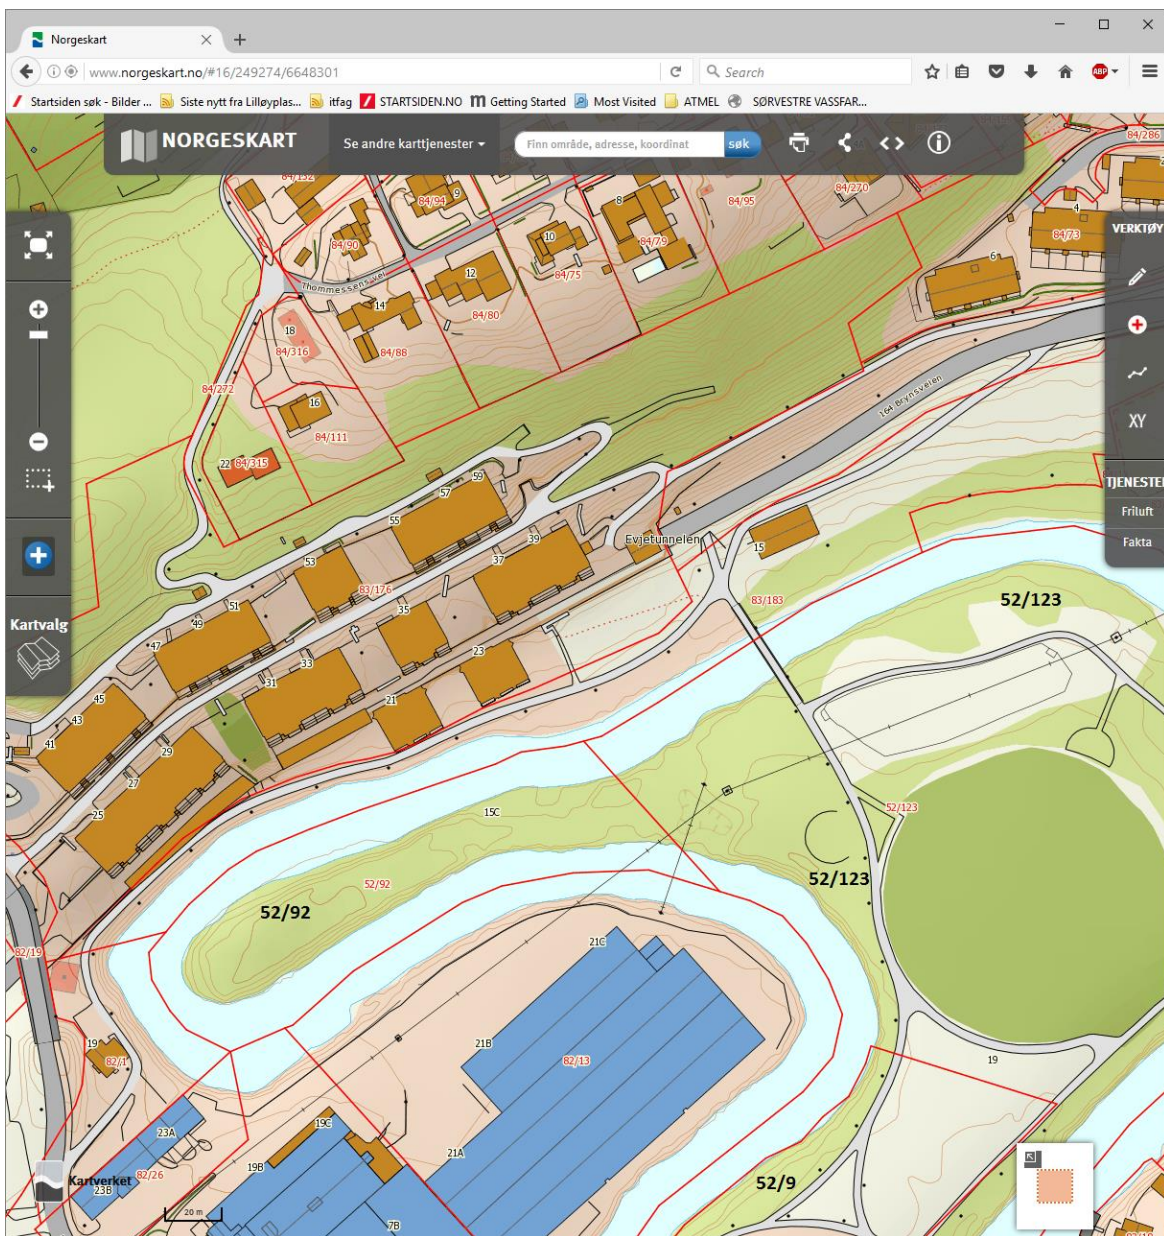 Norgeskart
www.norgeskart.no/#16/249274/6648301
Search
ABP
Startsiden søk - Bilder ...
Siste nytt fra Lilløyplas...
itfag
STARTSIDEN.NO
Getting Started
Most Visited
ATMEL
SØRVESTRE VASSFAR...
NORGESKART
Se andre karttjenester
Finn område, adresse, koordinat
søk
84/286
84/132
84/94
9
8
84/95
84/270
4
84/73
VERKTØY
84/90
10
84/79
6
12
84/75
Thommessens vei
14
84/80
18
84/316
84/88
84/272
164 Brynsveien
16
XY
84/111
22
84/315
59
57
TJENESTER
55
Friluft
39
Evjetunnelen
15
Fakta
53
37
83/176
83/183
52/123
51
35
49
Kartvalg
47
33
23
31
45
21
43
41
29
27
52/123
25
15C
52/123
52/92
52/92
82/19
21C
19
21B
82/13
82/1
19
23A
19C
21A
19B
Kartverket
82/26
23B
52/9
20 m
7B